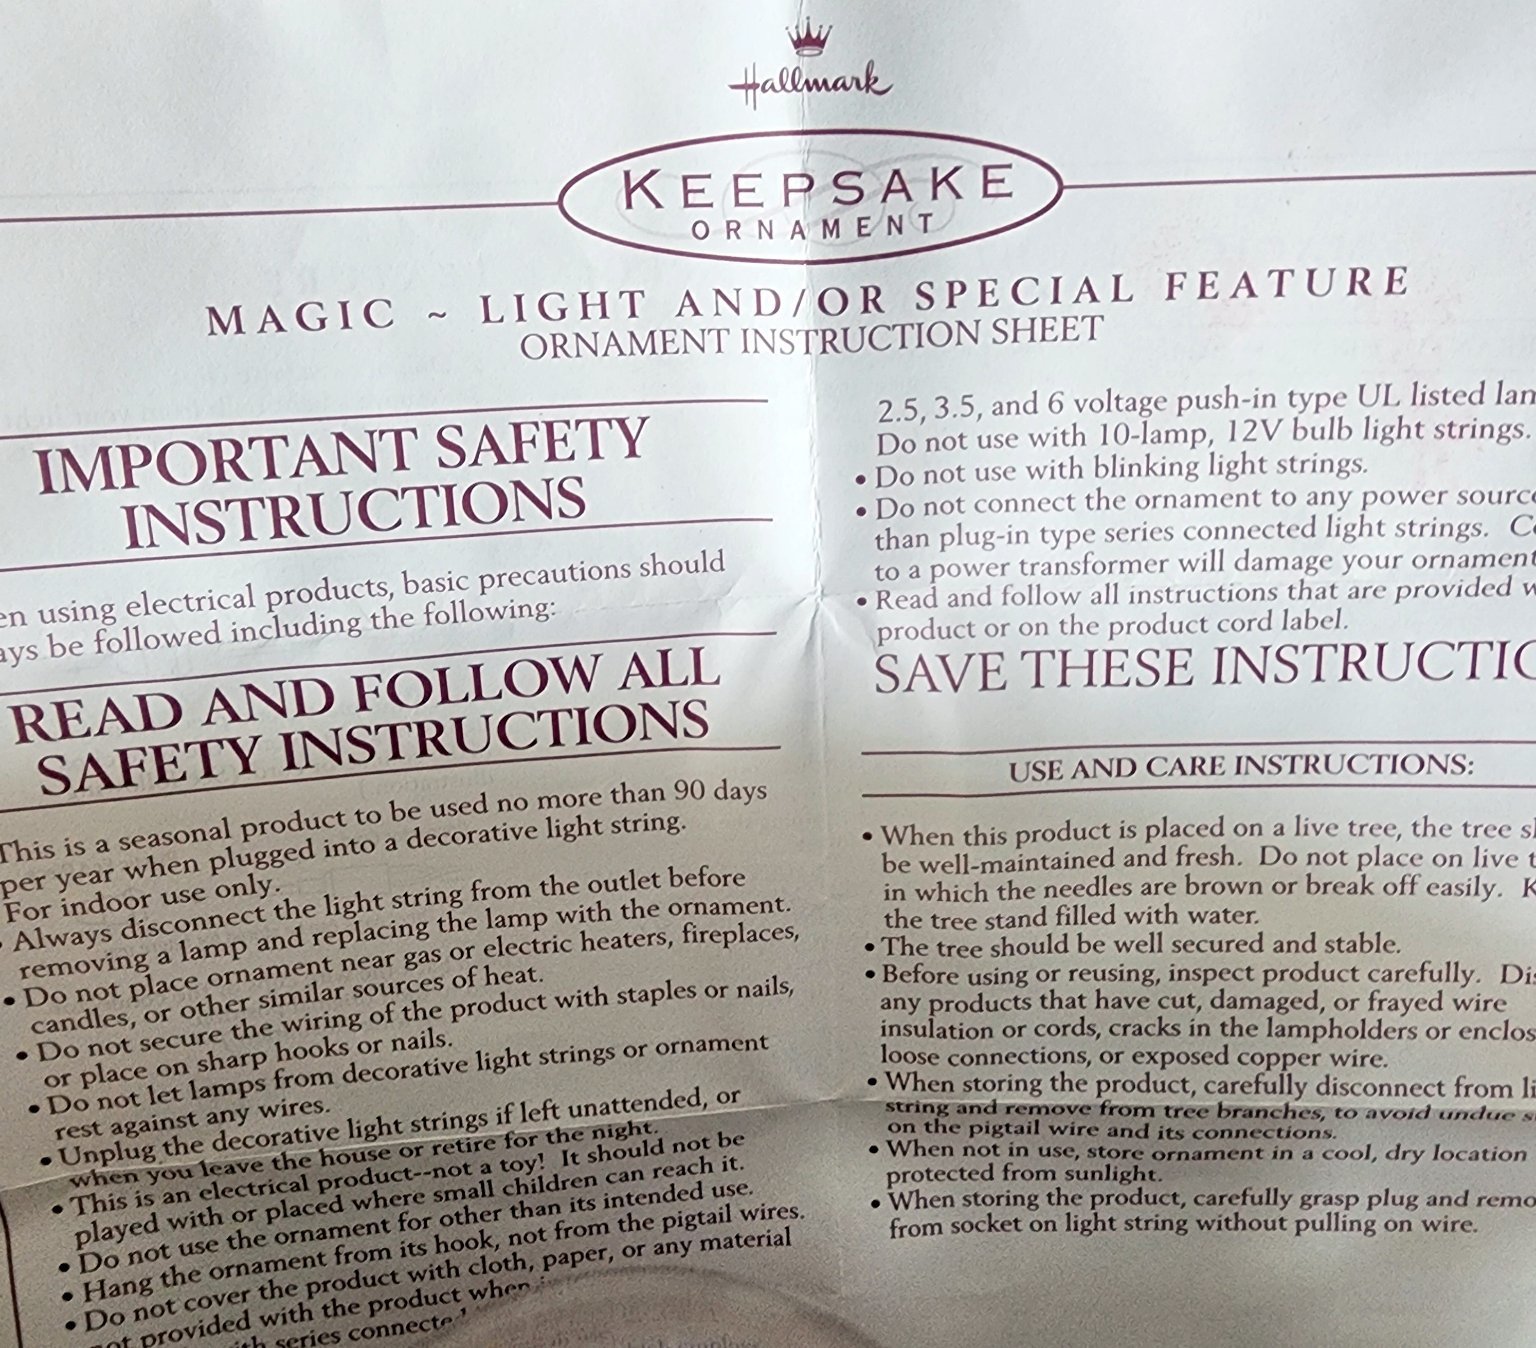 Hallmark
KEEPSAKE
ORNAMENT
MAGIC ~ LIGHT AND/OR SPECIAL FEATURE
ORNAMENT INSTRUCTION SHEET
IMPORTANT SAFETY
INSTRUCTIONS
using electrical products, basic precautions should
be followed including the following:
READ AND FOLLOW ALL
SAFETY INSTRUCTIONS
This is a seasonal product to be used no more than 90 days
per year when plugged into a decorative light string.
For indoor use only.
• Always disconnect the light string from the outlet before
removing a lamp and replacing the lamp with the ornament.
• Do not place ornament near gas or electric heaters, fireplaces,
candles, or other similar sources of heat.
• Do not secure the wiring of the product with staples or nails,
or place on sharp hooks or nails.
• Do not let lamps from decorative light strings or ornament
rest against any wires.
• Unplug the decorative light strings if left unattended, or
when you leave the house or retire for the night.
• This is an electrical product--not a toy! It should not be
played with or placed where small children can reach it.
• Do not use the ornament for other than its intended use.
• Hang the ornament from its hook, not from the pigtail wires.
• Do not cover the product with cloth, paper, or any material
not provided with the product when
series
2.5, 3.5, and 6 voltage push-in type UL listed
Do not use with 10-lamp, 12V bulb light strings.
• Do not use with blinking light strings.
• Do not connect the ornament to any power
than plug-in type series connected light strings.
to a power transformer will damage your ornament
• Read and follow all instructions that are provided
product or on the product cord label.
SAVE THESE
USE AND CARE INSTRUCTIONS:
• When this product is placed on a live tree, the tree
be well-maintained and fresh. Do not place on live
in which the needles are brown or break off easily.
the tree stand filled with water.
• The tree should be well secured and stable.
• Before using or reusing, inspect product carefully.
any products that have cut, damaged, or frayed wire
insulation or cords, cracks in the lampholders or
loose connections, or exposed copper wire.
• When storing the product, carefully disconnect from
string and remove from tree branches, to avoid undue
on the pigtail wire and its connections.
• When not in use, store ornament in a cool, dry location
protected from sunlight.
• When storing the product, carefully grasp plug and
from socket on light string without pulling on wire.